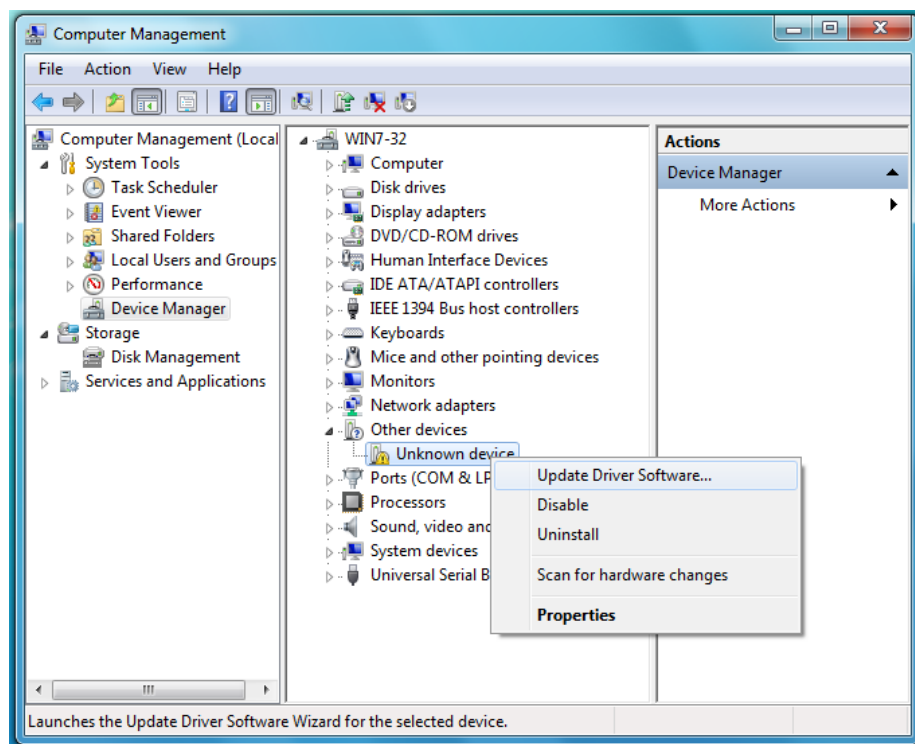 Computer Management
File Action View Help
Computer Management (Local
System Tools
Task Scheduler
Event Viewer
Shared Folders
Local Users and Groups
Performance
Device Manager
Storage
Disk Management
Services and Applications
WIN7-32
Computer
Disk drives
Display adapters
DVD/CD-ROM drives
Human Interface Devices
IDE ATA/ATAPI controllers
IEEE 1394 Bus host controllers
Keyboards
Mice and other pointing devices
Monitors
Network adapters
Other devices
Unknown device
Ports (COM & LP
Processors
Sound, video and
System devices
Universal Serial B
Update Driver Software...
Disable
Uninstall
Scan for hardware changes
Properties
Actions
Device Manager
More Actions
Launches the Update Driver Software Wizard for the selected device.